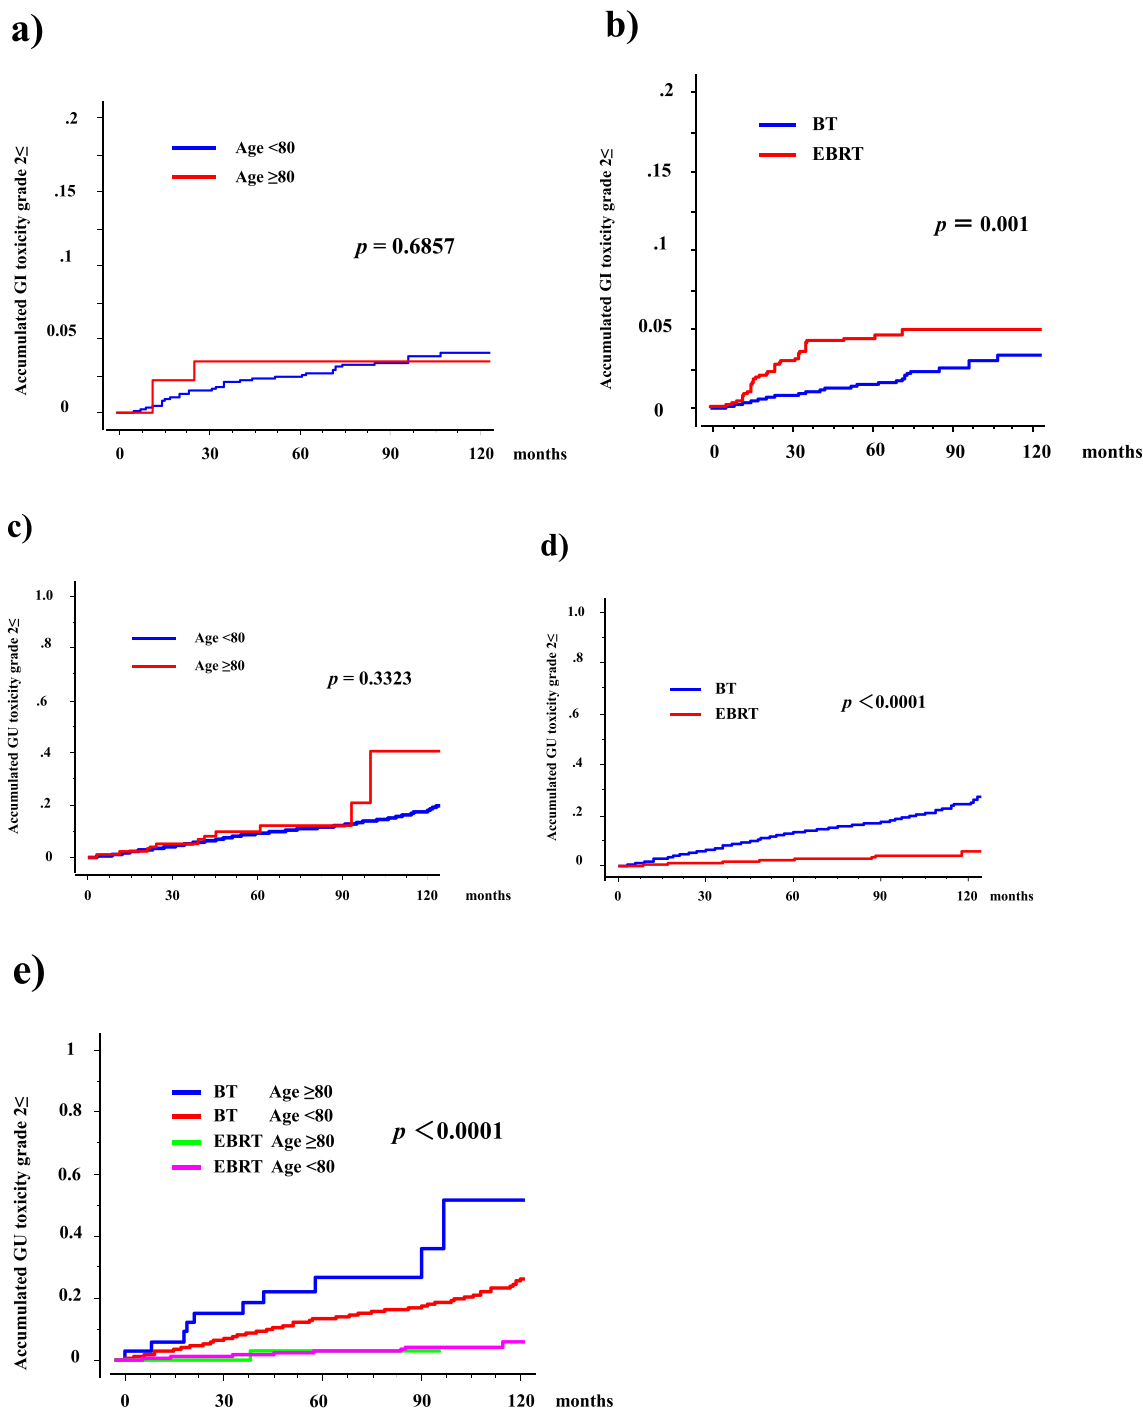 a)
Accumulated GI toxicity grade 2≤
.2
.15
.1
0.05
0
Age <80
Age ≥80
p = 0.6857
0 30 60 90 120 months
b)
Accumulated GI toxicity grade 2≤
.2
.15
.1
0.05
0
BT
EBRT
p = 0.001
0 30 60 90 120 months
c)
Accumulated GU toxicity grade 2≤
1.0
.8
.6
.4
.2
0
Age <80
Age ≥80
p = 0.3323
0 30 60 90 120 months
d)
Accumulated GU toxicity grade 2≤
1.0
.8
.6
.4
.2
0
BT
EBRT
p <0.0001
0 30 60 90 120 months
e)
Accumulated GU toxicity grade 2≤
1
0.8
0.6
0.4
0.2
0
BT Age ≥80
BT Age <80
EBRT Age ≥80
EBRT Age <80
p <0.0001
0 30 60 90 120 months